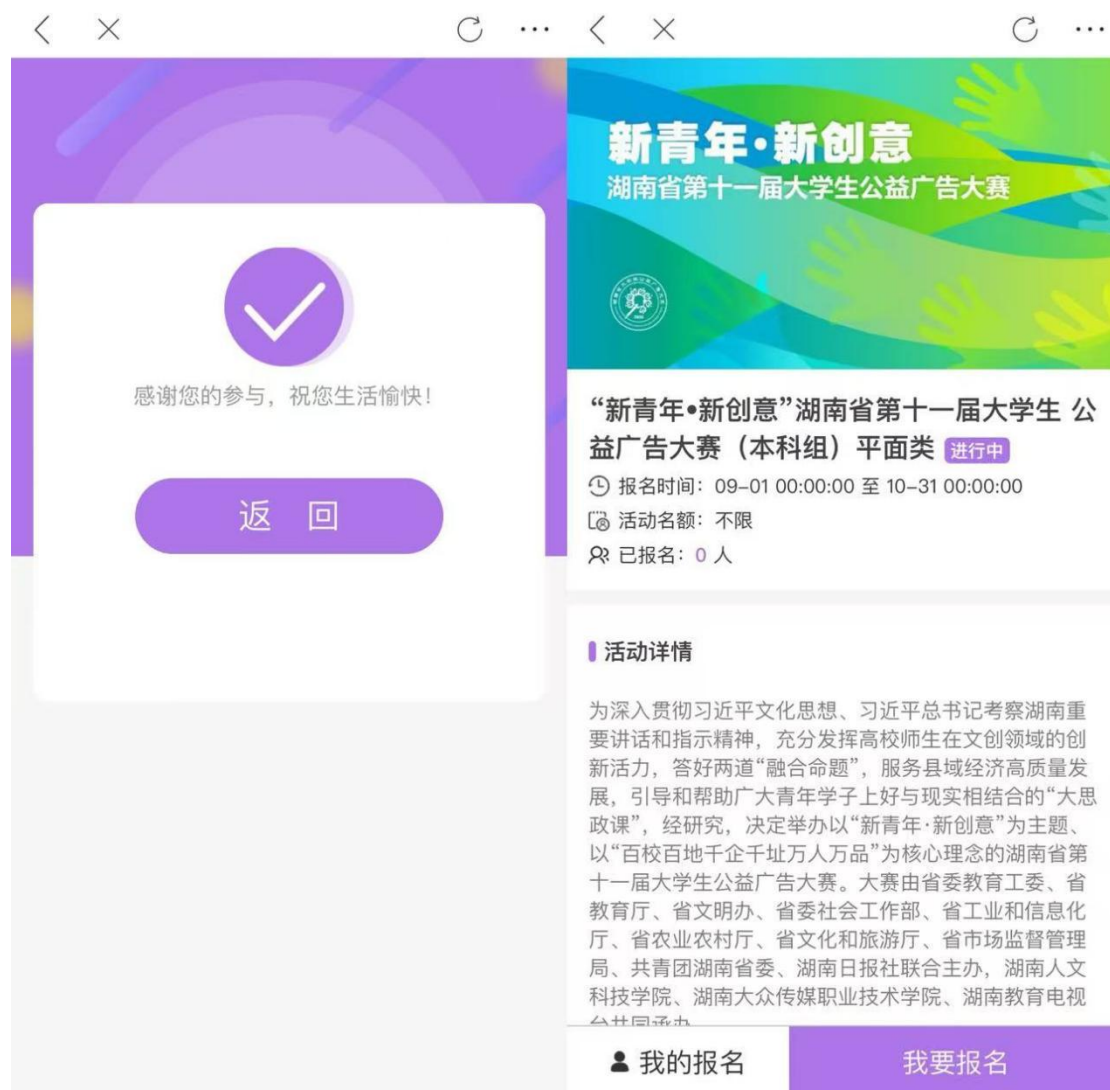 感谢您的参与，祝您生活愉快！
返 回
新青年·新创意
湖南省第十一届大学生公益广告大赛
“新青年•新创意”湖南省第十一届大学生 公
益广告大赛（本科组）平面类 进行中
报名时间：09-01 00:00:00 至 10-31 00:00:00
活动名额：不限
已报名：0 人
活动详情
为深入贯彻习近平文化思想、习近平总书记考察湖南重
要讲话和指示精神，充分发挥高校师生在文创领域的创
新活力，答好两道“融合命题”，服务县域经济高质量发
展，引导和帮助广大青年学子上好与现实相结合的“大思
政课”，经研究，决定举办以“新青年·新创意”为主题、
以“百校百地千企千址万人万品”为核心理念的湖南省第
十一届大学生公益广告大赛。大赛由省委教育工委、省
教育厅、省文明办、省委社会工作部、省工业和信息化
厅、省农业农村厅、省文化和旅游厅、省市场监督管理
局、共青团湖南省委、湖南日报社联合主办，湖南人文
科技学院、湖南大众传媒职业技术学院、湖南教育电视
台共同承办
我的报名
我要报名